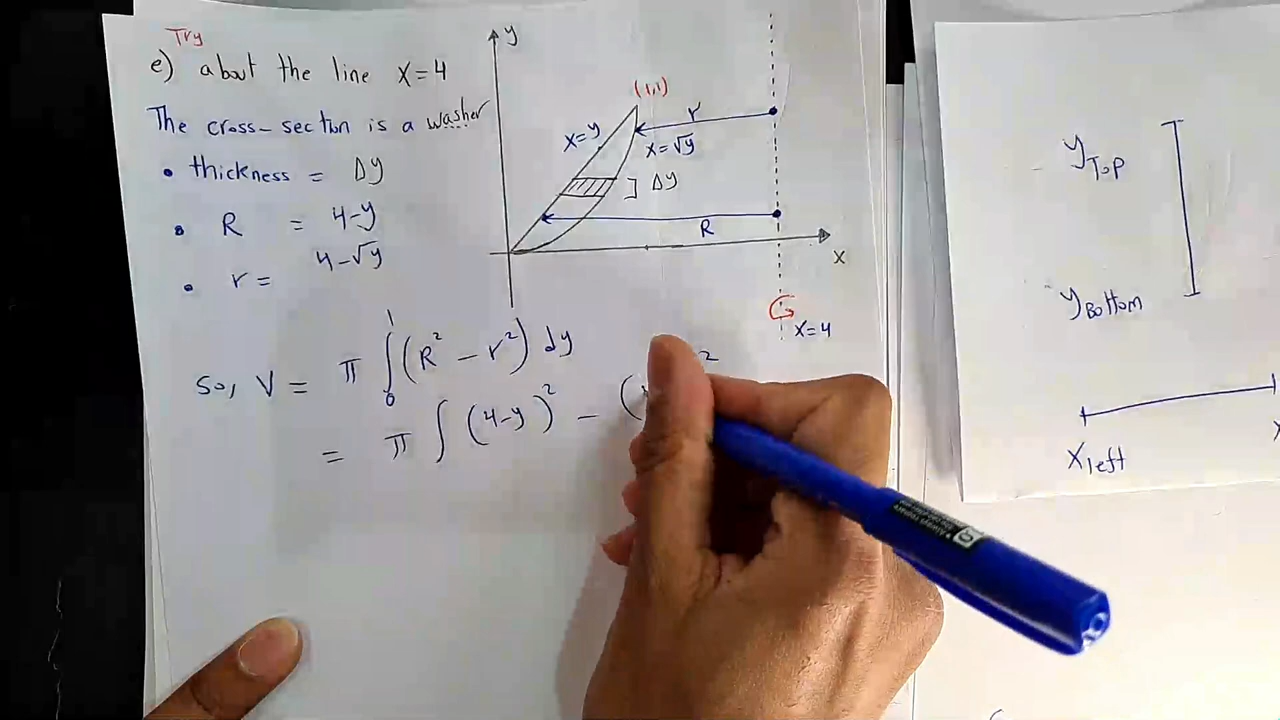 Try
e) about the line x=4
The cross-section is a washer
• thickness = Δy
• R = 4-y
• r = 4-√y
So, V = π ∫₀¹ (R² - r²) dy
= π ∫ (4-y)² - (
²
y
(1,1)
r
x=y
x=√y
Δy
R
x
x=4
y Top
y Bottom
x left